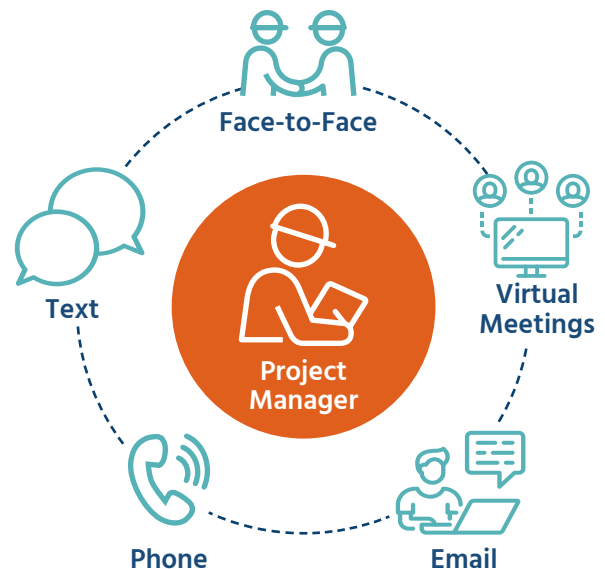 Face-to-Face
Virtual
Meetings
Text
Project
Manager
Phone
Email